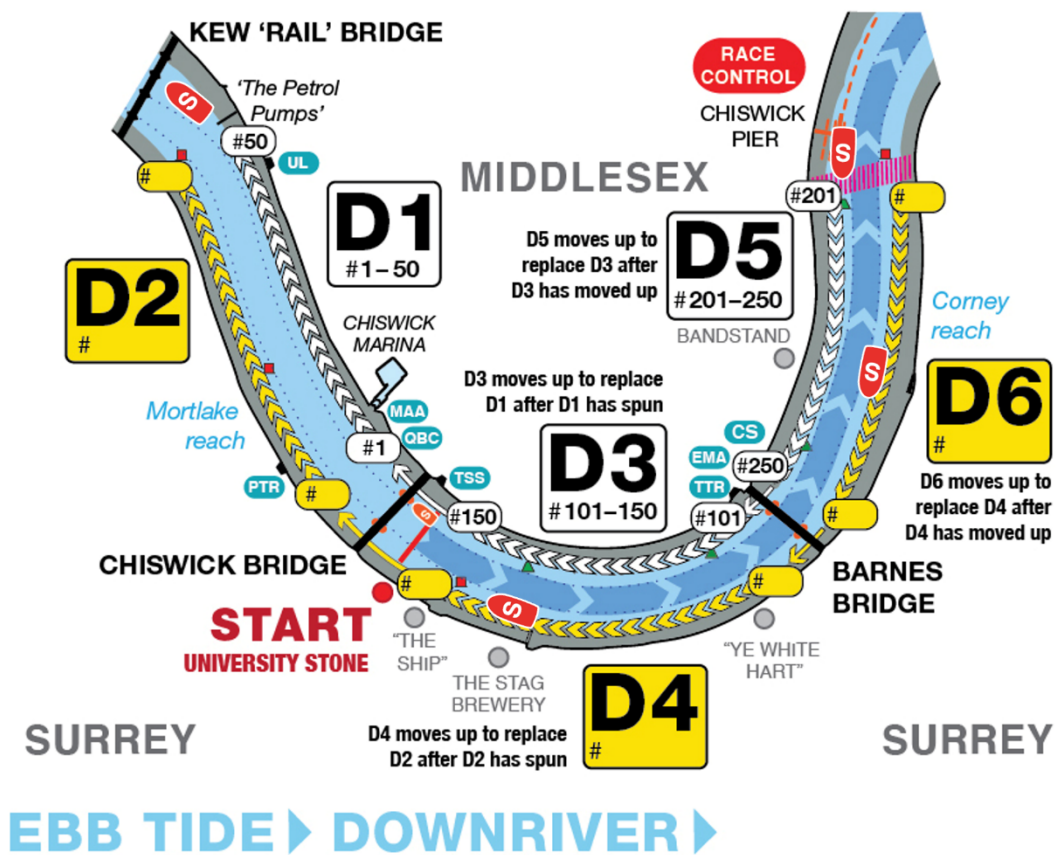 KEW ‘RAIL’ BRIDGE
‘The Petrol
Pumps’
S
#50
UL
#
D1
#1–50
D2
#
CHISWICK
MARINA
Mortlake
reach
MAA
QBC
#1
TSS
PTR
#
#150
S
CHISWICK BRIDGE
START
UNIVERSITY STONE
#
“THE
SHIP”
S
THE STAG
BREWERY
RACE
CONTROL
CHISWICK
PIER
S
MIDDLESEX
#201
#
D5 moves up to
replace D3 after
D3 has moved up
D5
#201–250
BANDSTAND
Corney
reach
S
D3 moves up to replace
D1 after D1 has spun
D3
#101–150
CS
EMA
#250
TTR
#101
D6
#
D6 moves up to
replace D4 after
D4 has moved up
#
#
BARNES
BRIDGE
“YE WHITE
HART”
D4
#
D4 moves up to replace
D2 after D2 has spun
SURREY
SURREY
EBB TIDE DOWNRIVER